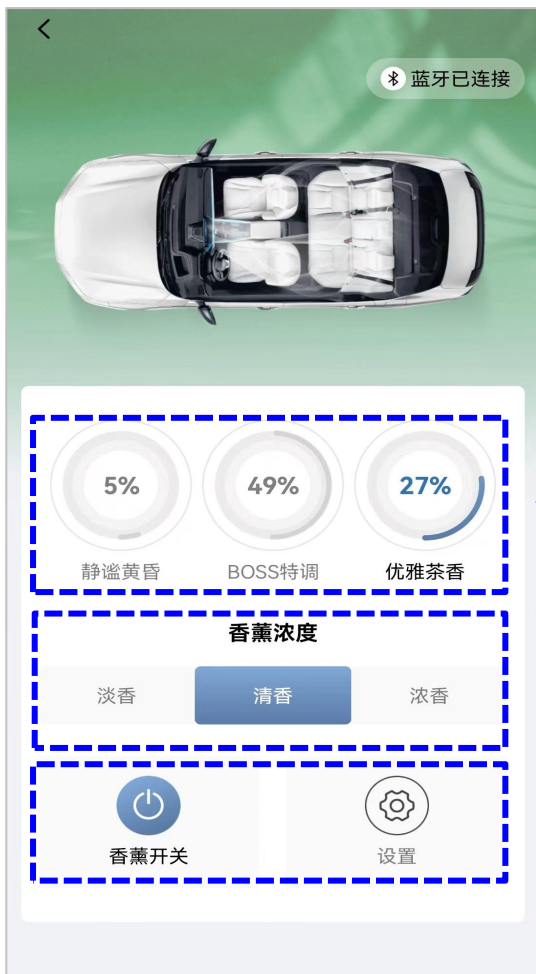 蓝牙已连接
5%
49%
27%
静谧黄昏
BOSS特调
优雅茶香
香薰浓度
淡香
清香
浓香
香薰开关
设置